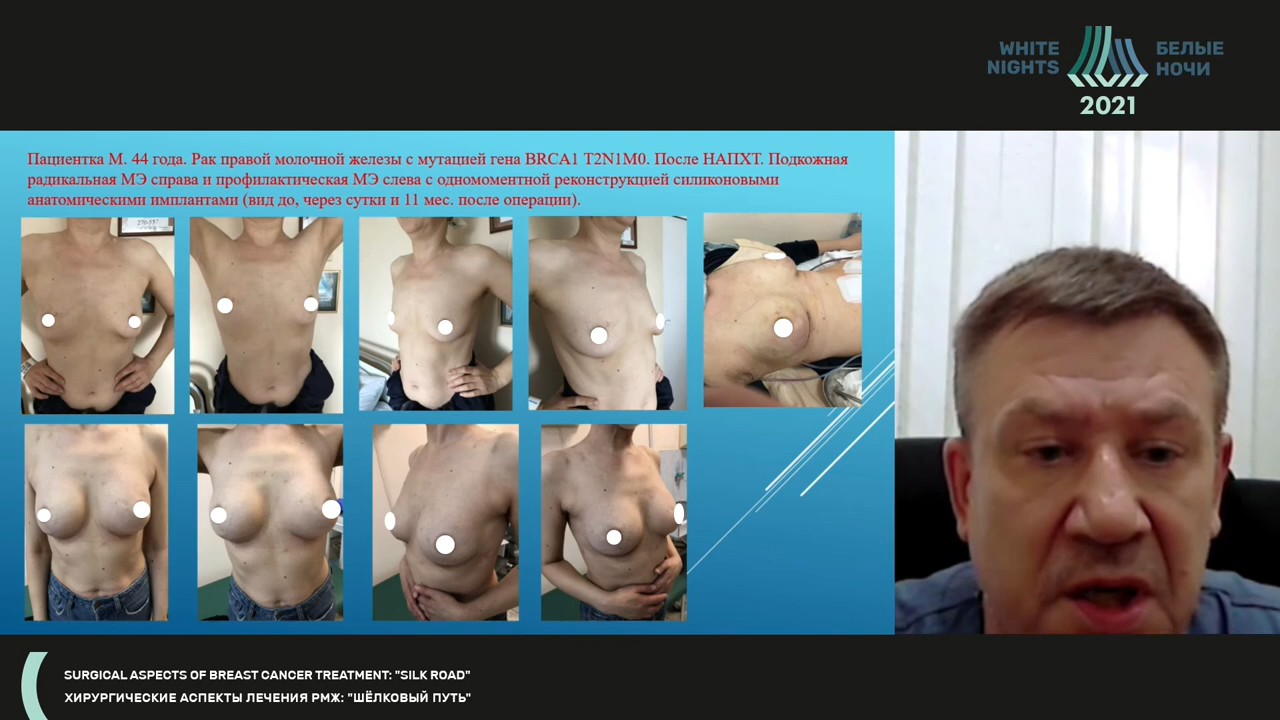 WHITE
NIGHTS
БЕЛЫЕ
НОЧИ
2021
Пациентка М. 44 года. Рак правой молочной железы с мутацией гена BRCA1 T2N1M0. После НАПХТ. Подкожная
радикальная МЭ справа и профилактическая МЭ слева с одномоментной реконструкцией силиконовыми
анатомическими имплантами (вид до, через сутки и 11 мес. после операции).
SURGICAL ASPECTS OF BREAST CANCER TREATMENT: "SILK ROAD"
ХИРУРГИЧЕСКИЕ АСПЕКТЫ ЛЕЧЕНИЯ РМЖ: "ШЁЛКОВЫЙ ПУТЬ"